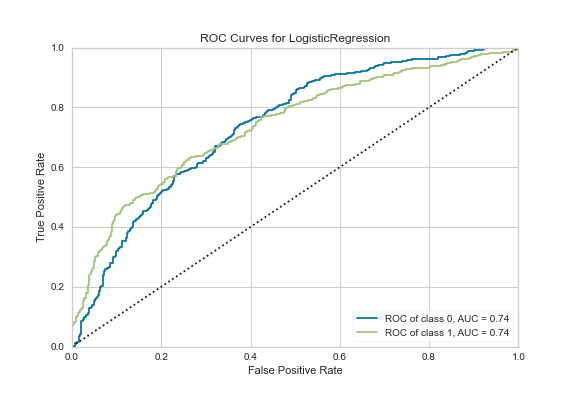 ROC Curves for LogisticRegression
1.0
0.8
0.6
0.4
0.2
0.0
True Positive Rate
ROC of class 0, AUC = 0.74
ROC of class 1, AUC = 0.74
0.0 0.2 0.4 0.6 0.8 1.0
False Positive Rate